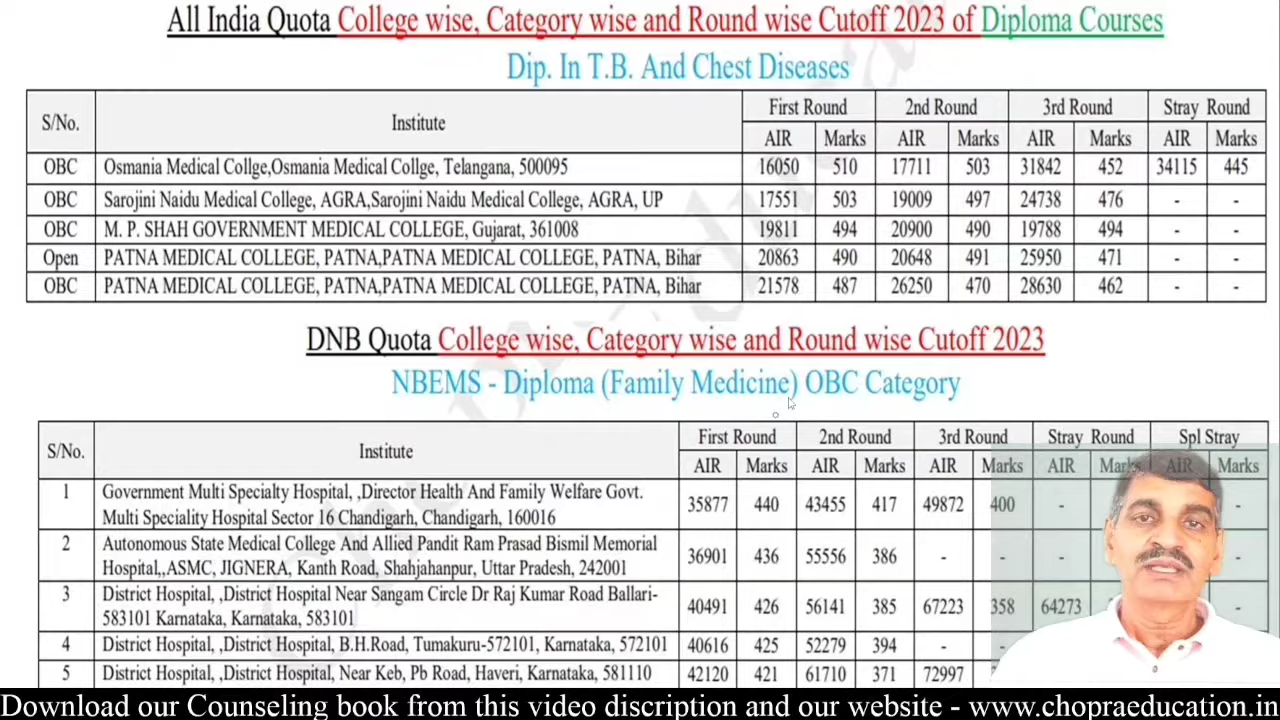 All India Quota College wise, Category wise and Round wise Cutoff 2023 of Diploma Courses
Dip. In T.B. And Chest Diseases
S/No. Institute First Round 2nd Round 3rd Round Stray Round
AIR Marks AIR Marks AIR Marks AIR Marks
OBC Osmania Medical Collge,Osmania Medical Collge, Telangana, 500095 16050 510 17711 503 31842 452 34115 445
OBC Sarojini Naidu Medical College, AGRA,Sarojini Naidu Medical College, AGRA, UP 17551 503 19009 497 24738 476 - -
OBC M. P. SHAH GOVERNMENT MEDICAL COLLEGE, Gujarat, 361008 19811 494 20900 490 19788 494 - -
Open PATNA MEDICAL COLLEGE, PATNA,PATNA MEDICAL COLLEGE, PATNA, Bihar 20863 490 20648 491 25950 471 - -
OBC PATNA MEDICAL COLLEGE, PATNA,PATNA MEDICAL COLLEGE, PATNA, Bihar 21578 487 26250 470 28630 462 - -
DNB Quota College wise, Category wise and Round wise Cutoff 2023
NBEMS - Diploma (Family Medicine) OBC Category
S/No. Institute First Round 2nd Round 3rd Round Stray Round Spl Stray
AIR Marks AIR Marks AIR Marks AIR Marks AIR Marks
1 Government Multi Specialty Hospital, ,Director Health And Family Welfare Govt. 35877 440 43455 417 49872 400 - -
Multi Speciality Hospital Sector 16 Chandigarh, Chandigarh, 160016
2 Autonomous State Medical College And Allied Pandit Ram Prasad Bismil Memorial 36901 436 55556 386 - - - -
Hospital,,ASMC, JIGNERA, Kanth Road, Shahjahanpur, Uttar Pradesh, 242001
3 District Hospital, ,District Hospital Near Sangam Circle Dr Raj Kumar Road Ballari- 40491 426 56141 385 67223 358 64273 -
583101 Karnataka, Karnataka, 583101
4 District Hospital, ,District Hospital, B.H.Road, Tumakuru-572101, Karnataka, 572101 40616 425 52279 394 - -
5 District Hospital, ,District Hospital, Near Keb, Pb Road, Haveri, Karnataka, 581110 42120 421 61710 371 72997
Download our Counseling book from this video discription and our website - www.chopraeducation.in